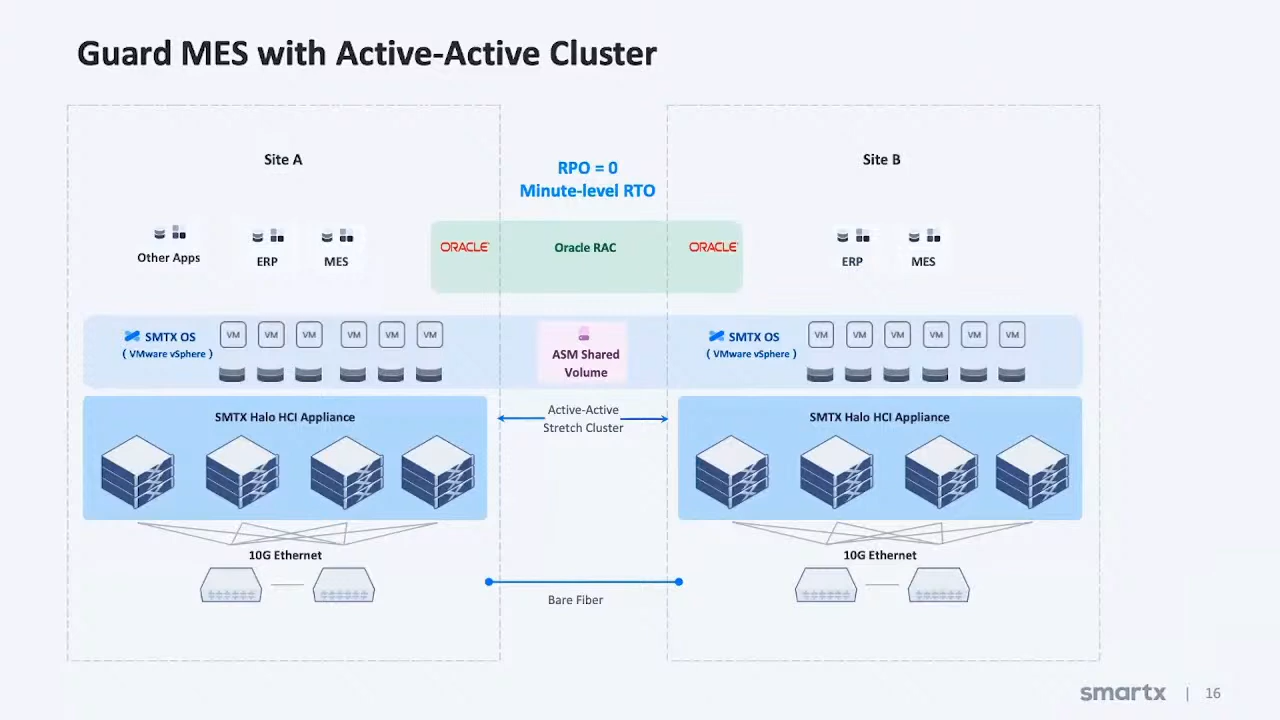 Guard MES with Active-Active Cluster
Site A
RPO = 0
Minute-level RTO
Site B
Other Apps
ERP
MES
ORACLE
Oracle RAC
ORACLE
ERP
MES
SMTX OS
( VMware vSphere )
VM VM VM VM VM VM
ASM Shared
Volume
SMTX OS
( VMware vSphere )
VM VM VM VM VM VM
SMTX Halo HCI Appliance
Active-Active
Stretch Cluster
SMTX Halo HCI Appliance
10G Ethernet
10G Ethernet
Bare Fiber
smartx | 16